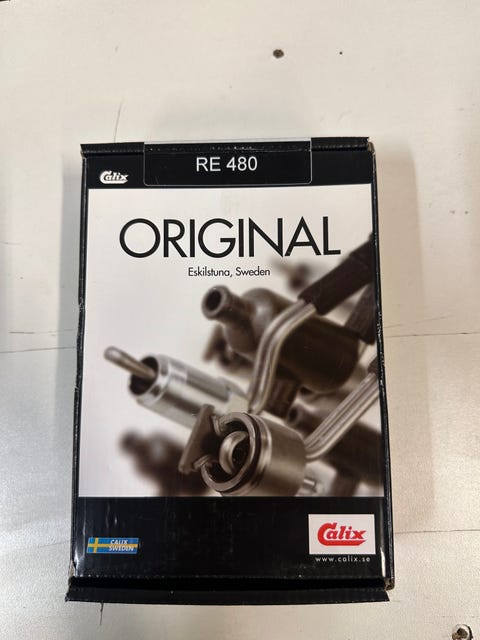 RE 480
Calix
ORIGINAL
Eskilstuna, Sweden
CALIX
SWEDEN
Calix
www.calix.se